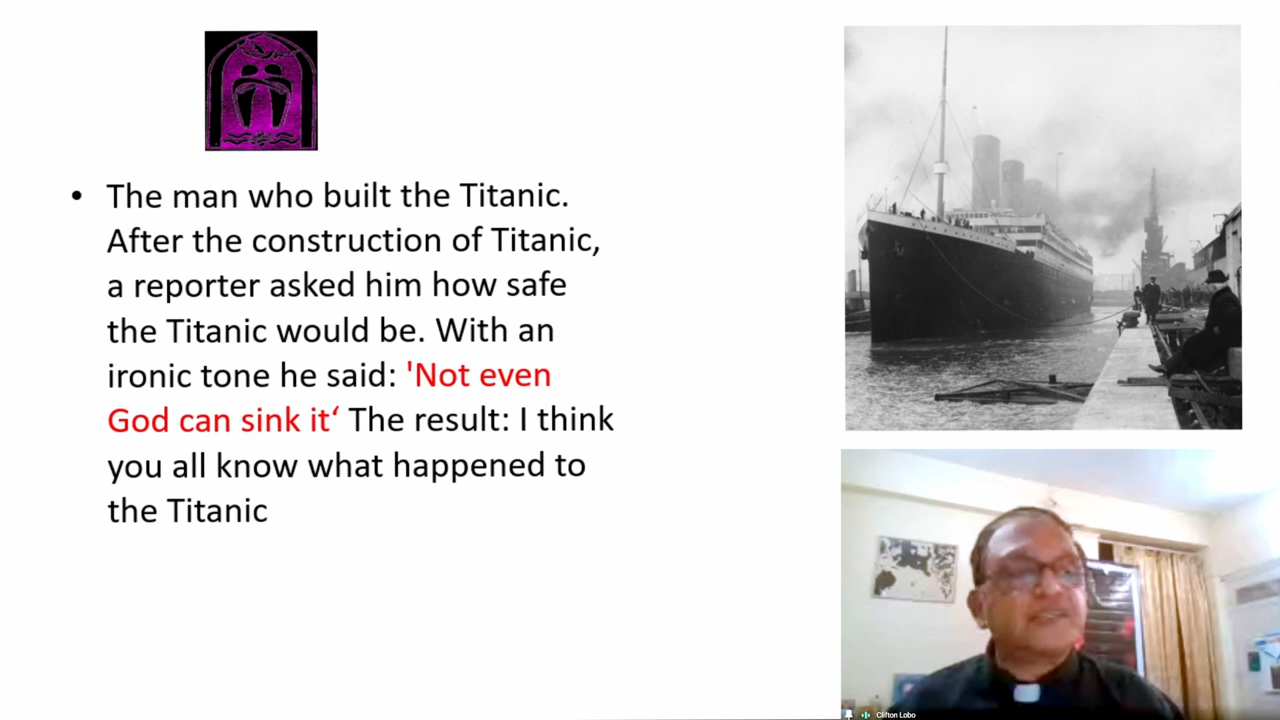 • The man who built the Titanic.
After the construction of Titanic,
a reporter asked him how safe
the Titanic would be. With an
ironic tone he said: 'Not even
God can sink it‘ The result: I think
you all know what happened to
the Titanic
Clifton Lobo